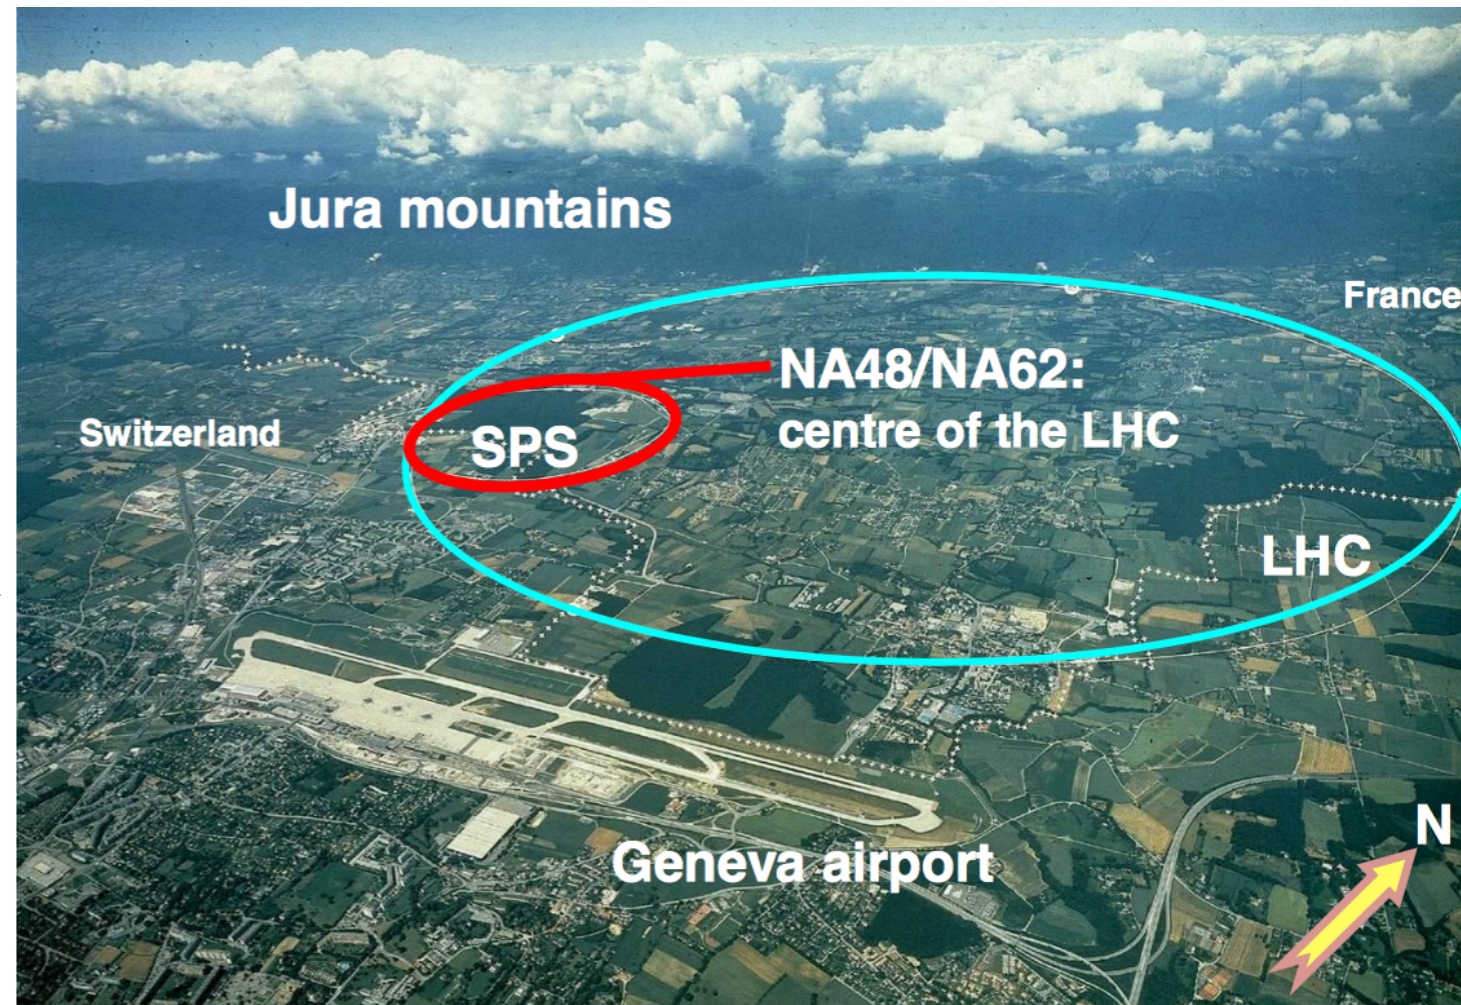 Jura mountains
France
NA48/NA62:
centre of the LHC
Switzerland
SPS
LHC
N
Geneva airport